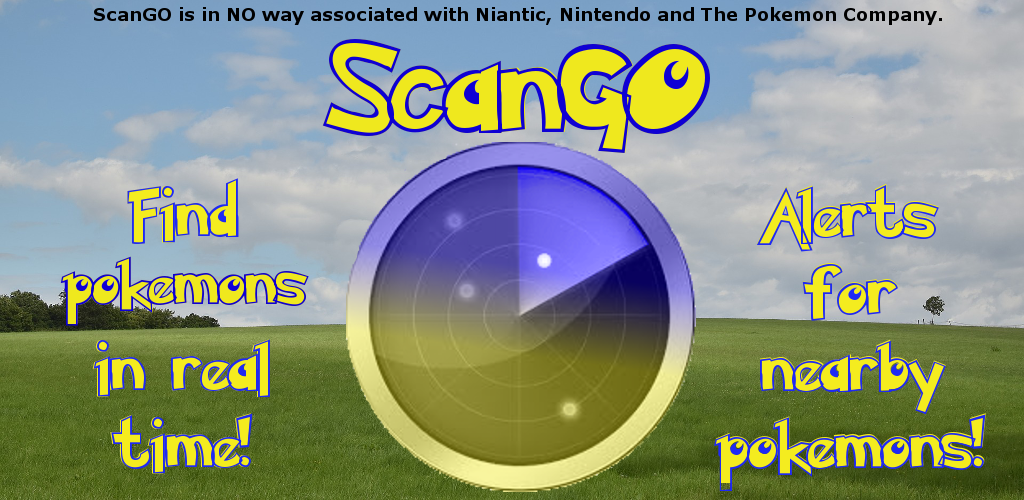 ScanGO is in NO way associated with Niantic, Nintendo and The Pokemon Company.
ScanGO
Find
pokemons
in real
time!
Alerts
for
nearby
pokemons!